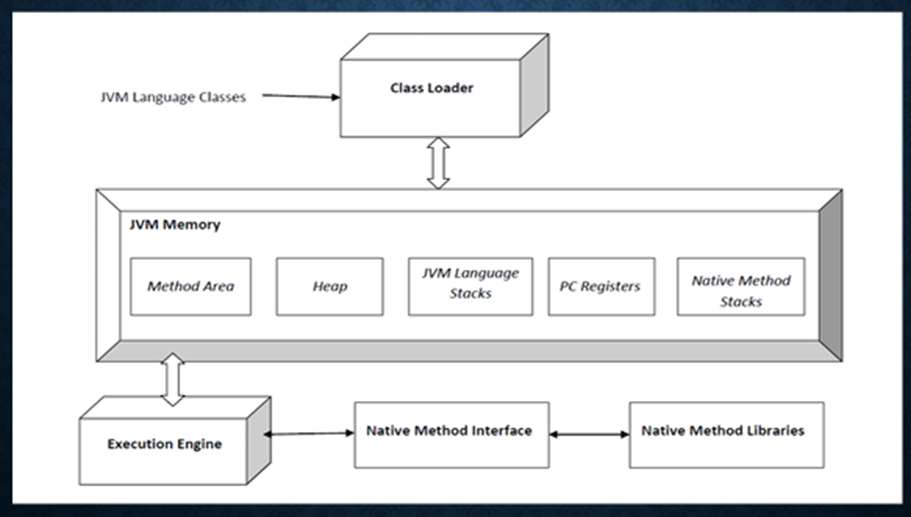 Class Loader
JVM Language Classes
JVM Memory
Method Area
Heap
JVM Language
Stacks
PC Registers
Native Method
Stacks
Execution Engine
Native Method Interface
Native Method Libraries